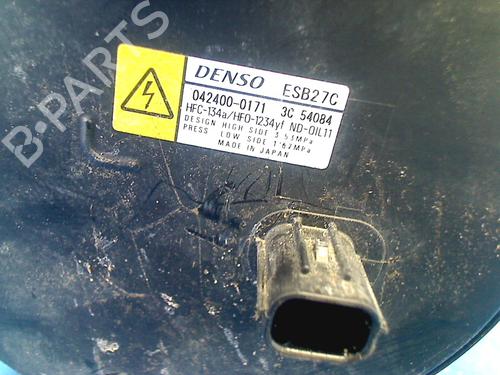 B-PARTS
DENSO ESB27C
042400-0171 3C 54084
HFC-134a/HFO-1234yf ND-OIL11
DESIGN HIGH SIDE 3.53MPa
PRESS LOW SIDE 1.67MPa
MADE IN JAPAN